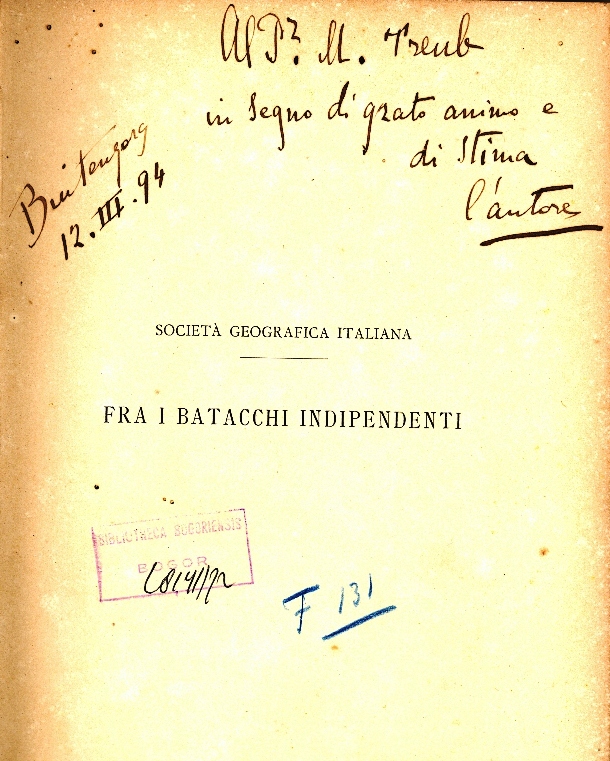 Al Pr. M. Treub
in segno di grato animo e
di stima
l'autore
Buitenzorg
12.III.94
SOCIETÀ GEOGRAFICA ITALIANA
FRA I BATACCHI INDIPENDENTI
BIBLIOTHECA BOGORIENSIS
BOGOR
F 131